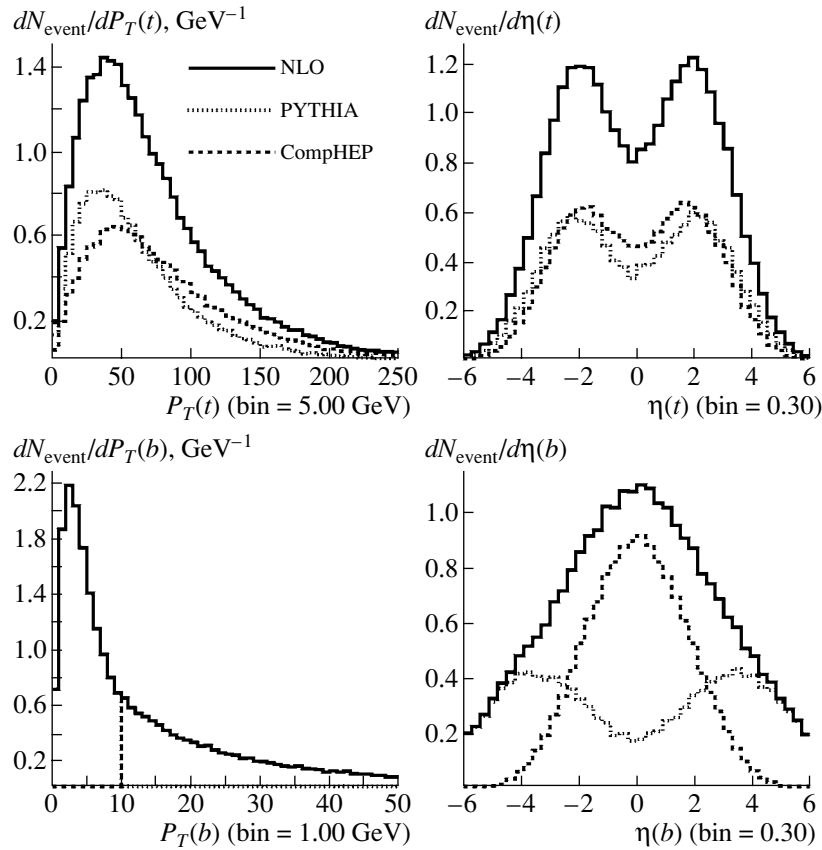 dN_event/dP_T(t), GeV⁻¹
1.4
1.0
0.6
0.2
NLO
PYTHIA
CompHEP
0 50 100 150 200 250
P_T(t) (bin = 5.00 GeV)
dN_event/dη(t)
1.2
1.0
0.8
0.6
0.4
0.2
−6 −4 −2 0 2 4 6
η(t) (bin = 0.30)
dN_event/dP_T(b), GeV⁻¹
2.2
1.8
1.4
1.0
0.6
0.2
0 10 20 30 40 50
P_T(b) (bin = 1.00 GeV)
dN_event/dη(b)
1.0
0.8
0.6
0.4
0.2
−6 −4 −2 0 2 4 6
η(b) (bin = 0.30)